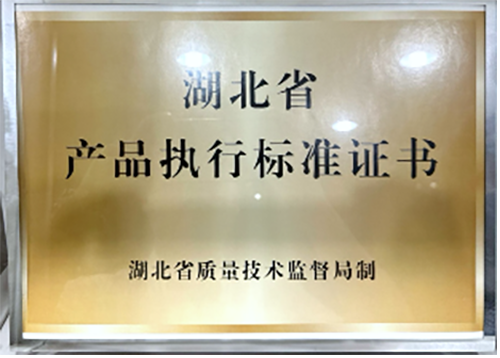 湖北省
产品执行标准证书
湖北省质量技术监督局制